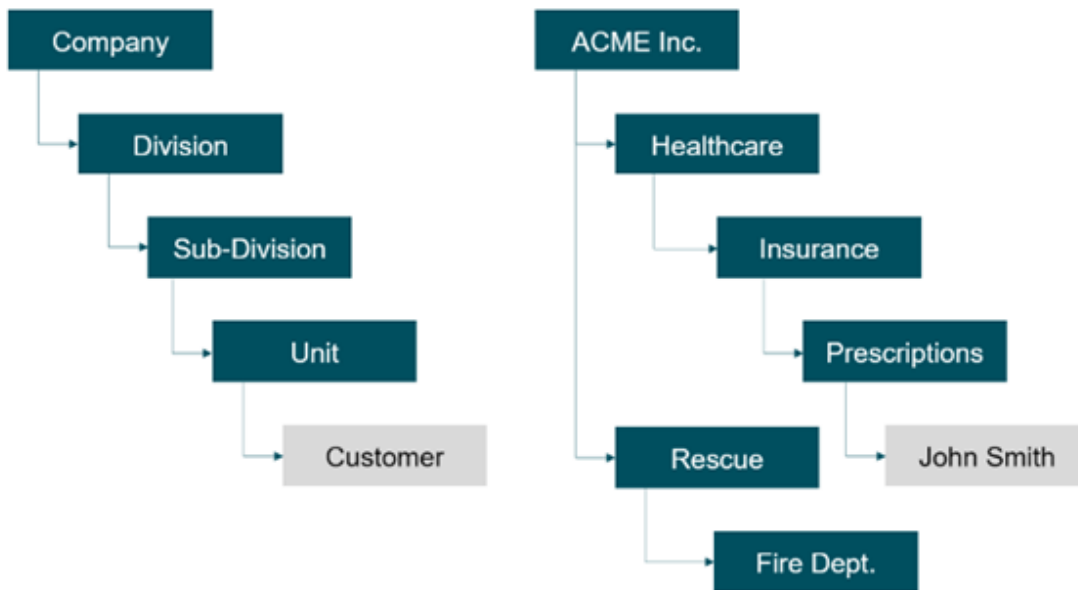 Company
Division
Sub-Division
Unit
Customer
ACME Inc.
Healthcare
Insurance
Prescriptions
John Smith
Rescue
Fire Dept.